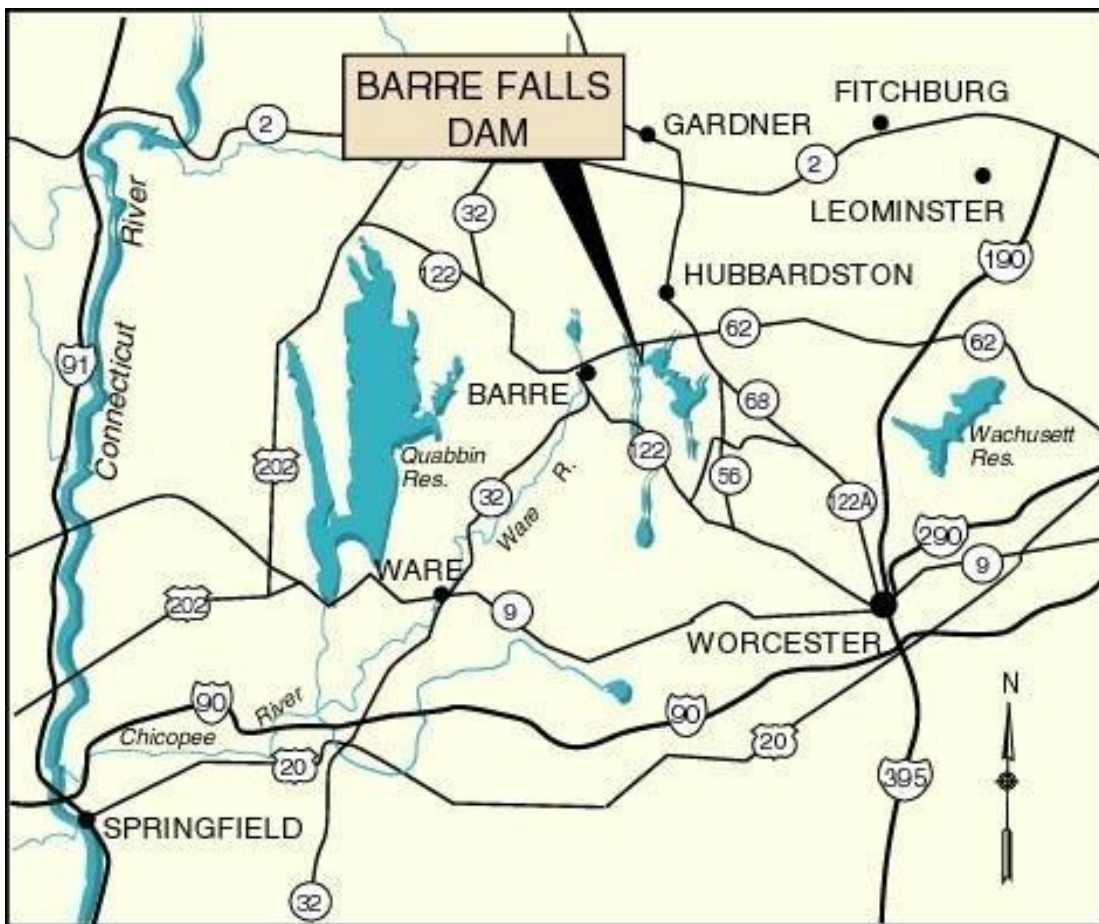 BARRE FALLS
DAM
FITCHBURG
GARDNER
2
2
LEOMINSTER
River
32
122
190
HUBBARDSTON
62
62
91
Connecticut
BARRE
68
Wachusett
Res.
202
Quabbin
Res.
122
56
32
Ware R.
122A
290
9
WARE
202
9
WORCESTER
N
90
River
90
Chicopee
20
20
395
SPRINGFIELD
32